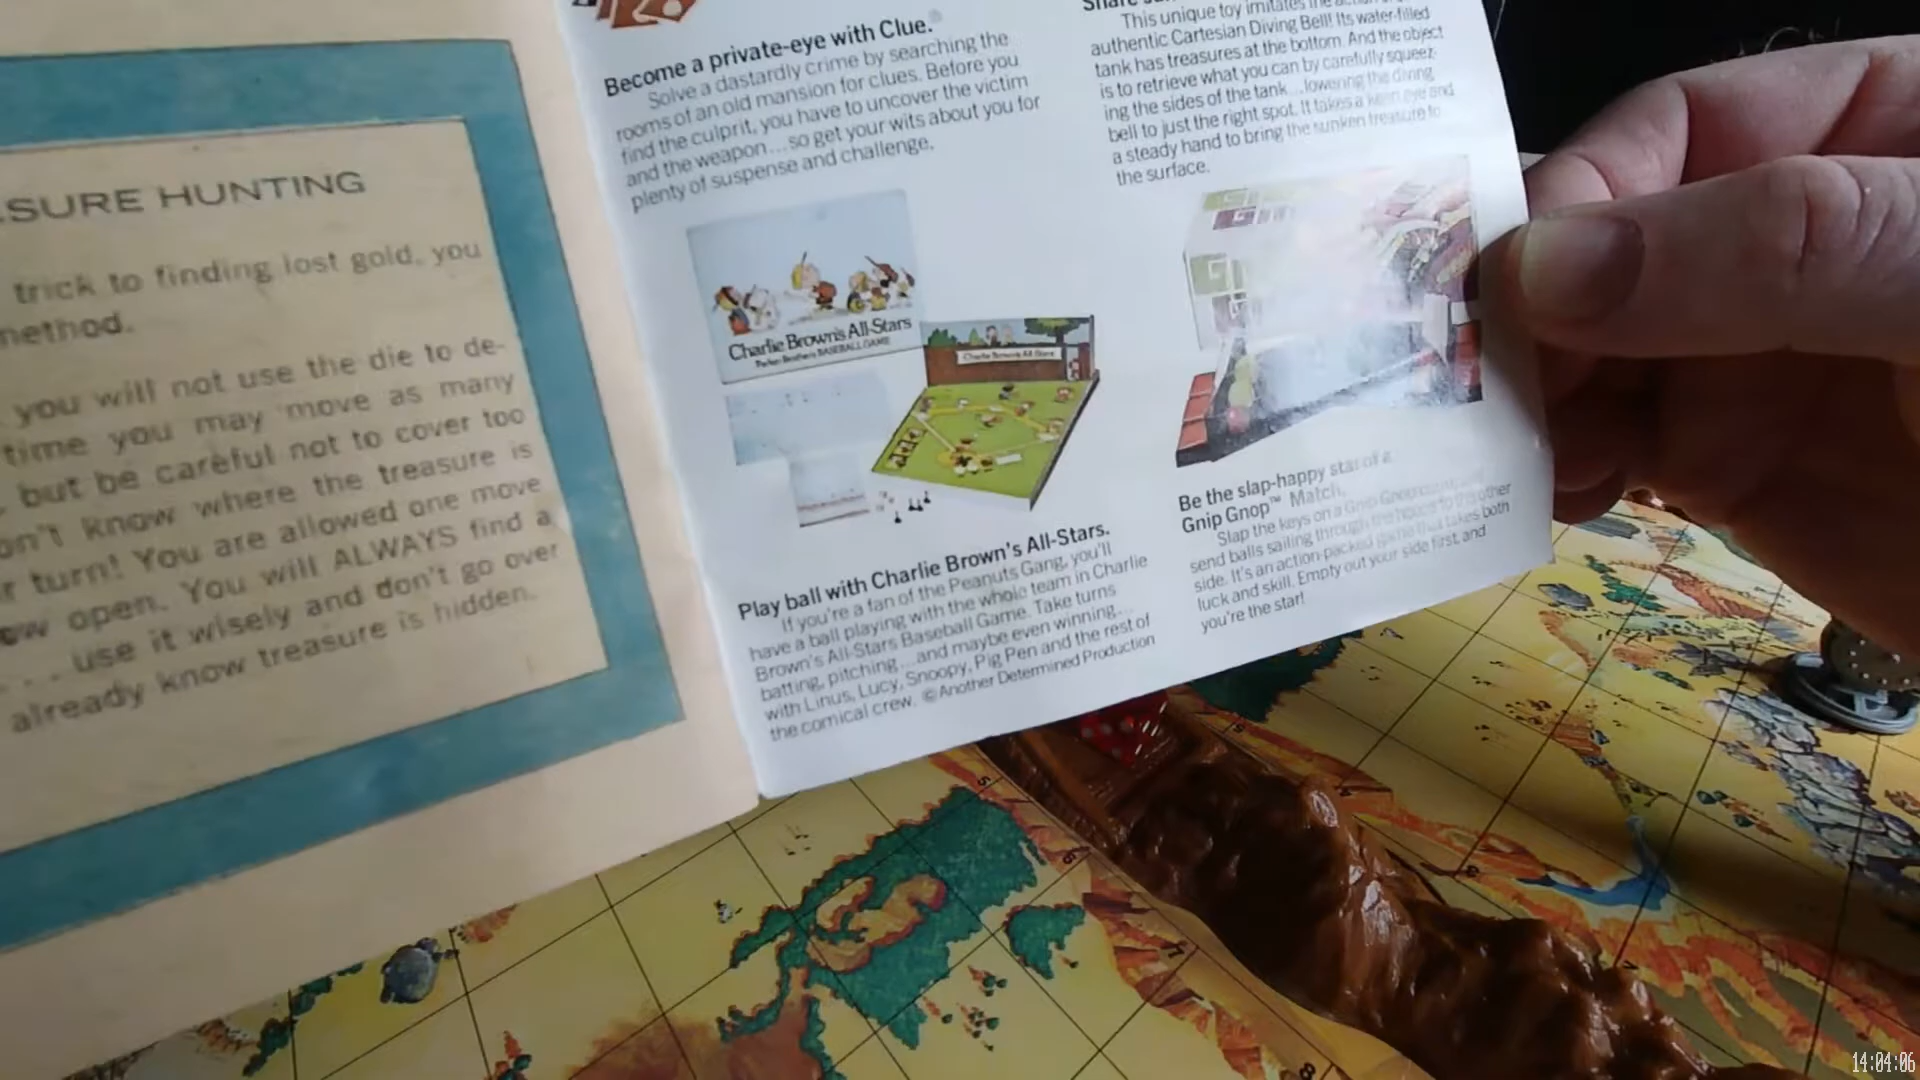 SURE HUNTING
trick to finding lost gold, you
method.
you will not use the die to de-
time you may move as many
but be careful not to cover too
know where the treasure is
turn! You are allowed one move
open. You will ALWAYS find a
... use it wisely and don't go over
already know treasure is hidden.
Become a private-eye with Clue.
Solve a dastardly crime by searching the
rooms of an old mansion for clues. Before you
find the culprit, you have to uncover the victim
and the weapon...so get your wits about you for
plenty of suspense and challenge.
Charlie Brown's All-Stars
Parker Brothers BASEBALL GAME
Charlie Brown's All-Stars
Play ball with Charlie Brown's All-Stars.
If you're a fan of the Peanuts Gang, you'll
have a ball playing with the whole team in Charlie
Brown's All-Stars Baseball Game. Take turns
batting, pitching...and maybe even winning...
with Linus, Lucy, Snoopy, Pig Pen and the rest of
the comical crew. ©Another Determined Production
This unique toy imitates the
authentic Cartesian Diving Bell! Its water-filled
tank has treasures at the bottom. And the object
is to retrieve what you can by carefully squeez-
ing the sides of the tank...lowering the diving
bell to just the right spot. It takes a keen eye and
a steady hand to bring the sunken treasure to
the surface.
Be the slap-happy star of a
Gnip Gnop™ Match.
Slap the keys on a Gnip Gnop
send balls sailing through the to the other
side. It's an action-packed game that takes both
luck and skill. Empty out your side first, and
you're the star!
5
6
7
8
14:04:06